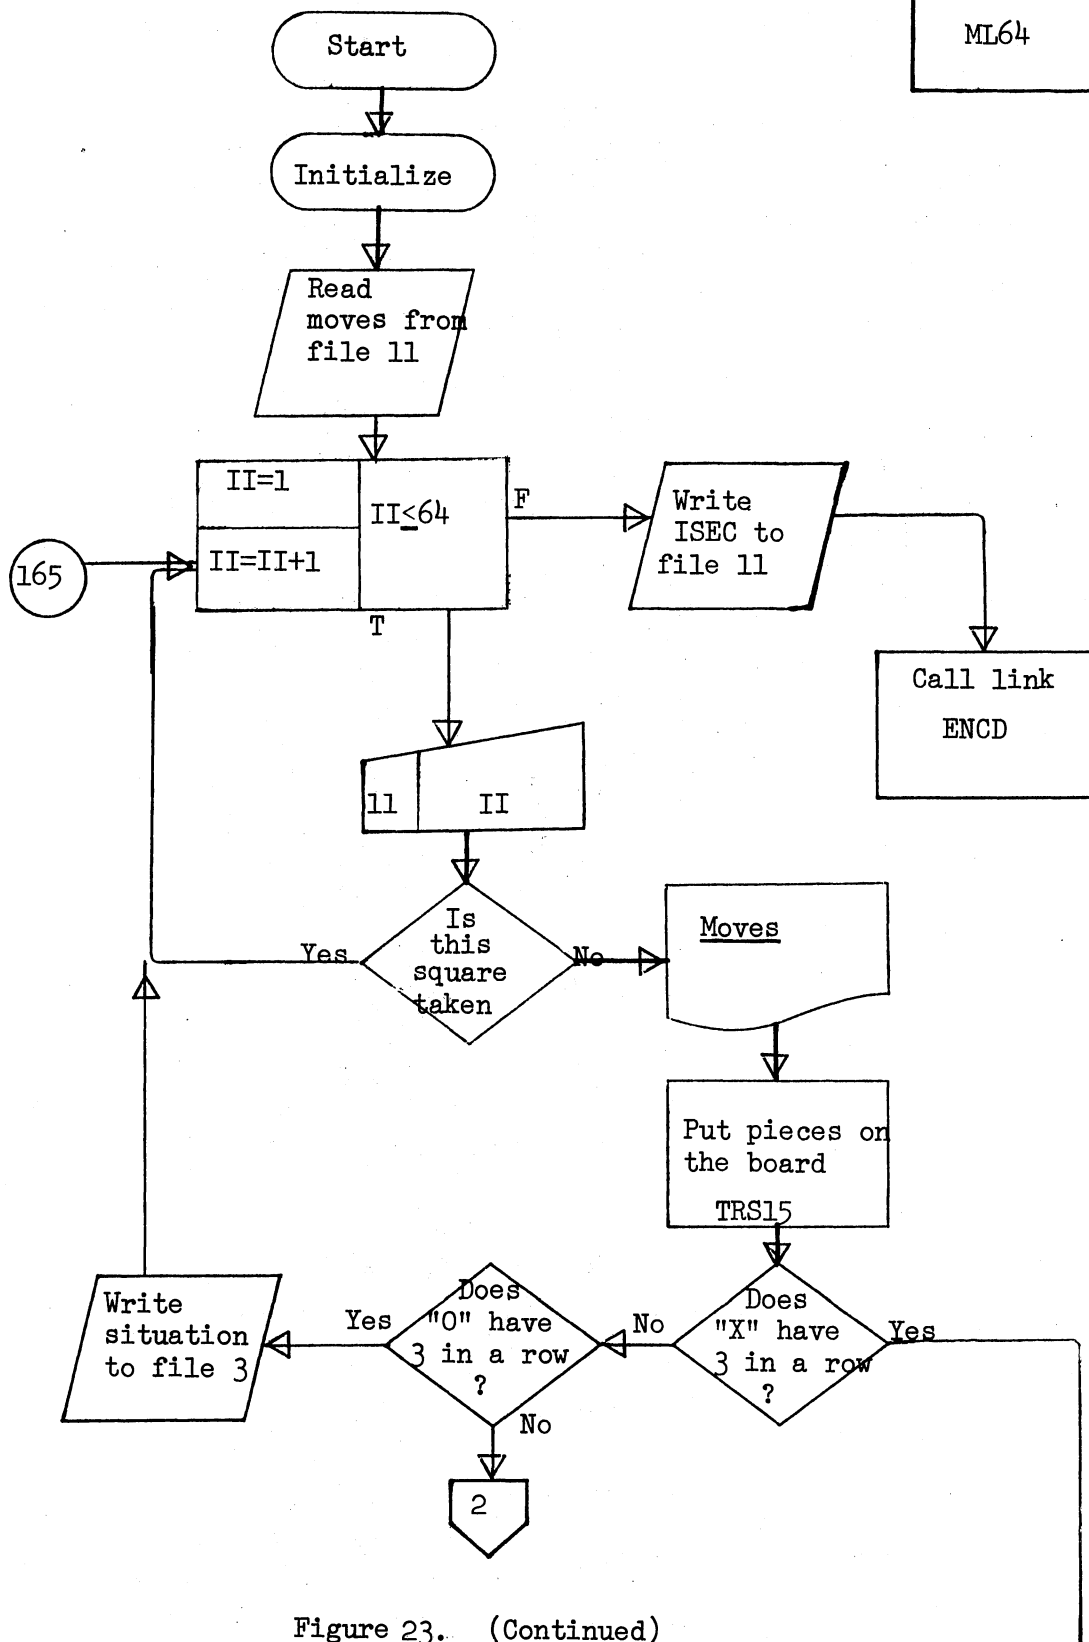 ML64
Start
Initialize
Read
moves from
file 11
II=1
II≤64
F
II=II+1
165
T
Write
ISEC to
file 11
Call link
ENCD
11
II
Is
this
square
taken
Yes
No
Moves
Put pieces on
the board
TRS15
Does
"X" have
3 in a row
?
Yes
No
Does
"O" have
3 in a row
?
Yes
No
Write
situation
to file 3
2
Figure 23. (Continued)